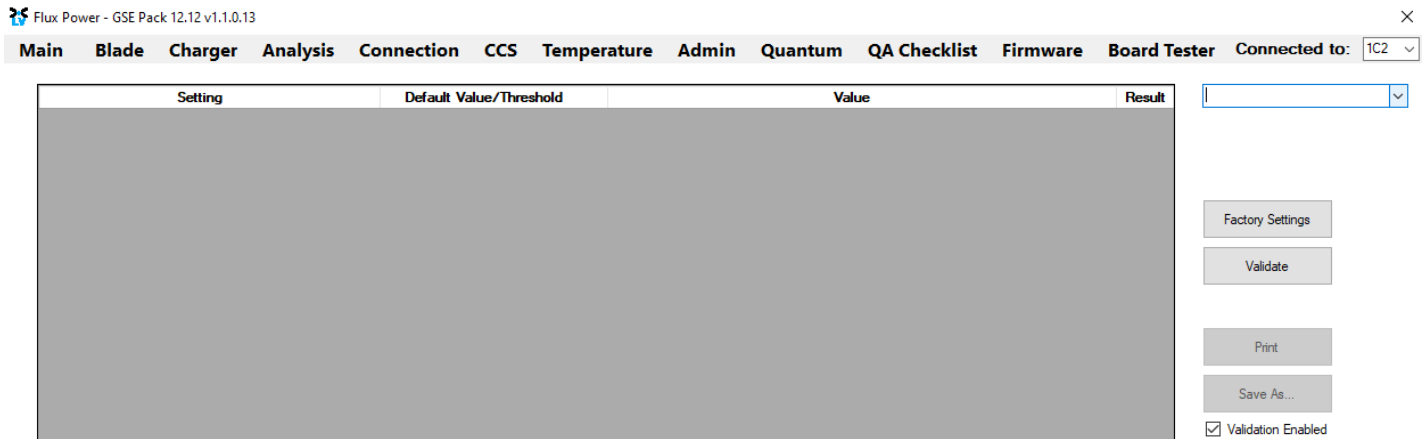 Flux Power - GSE Pack 12.12 v1.1.0.13
Main Blade Charger Analysis Connection CCS Temperature Admin Quantum QA Checklist Firmware Board Tester Connected to: 1C2
Setting Default Value/Threshold Value Result
Factory Settings
Validate
Print
Save As...
Validation Enabled